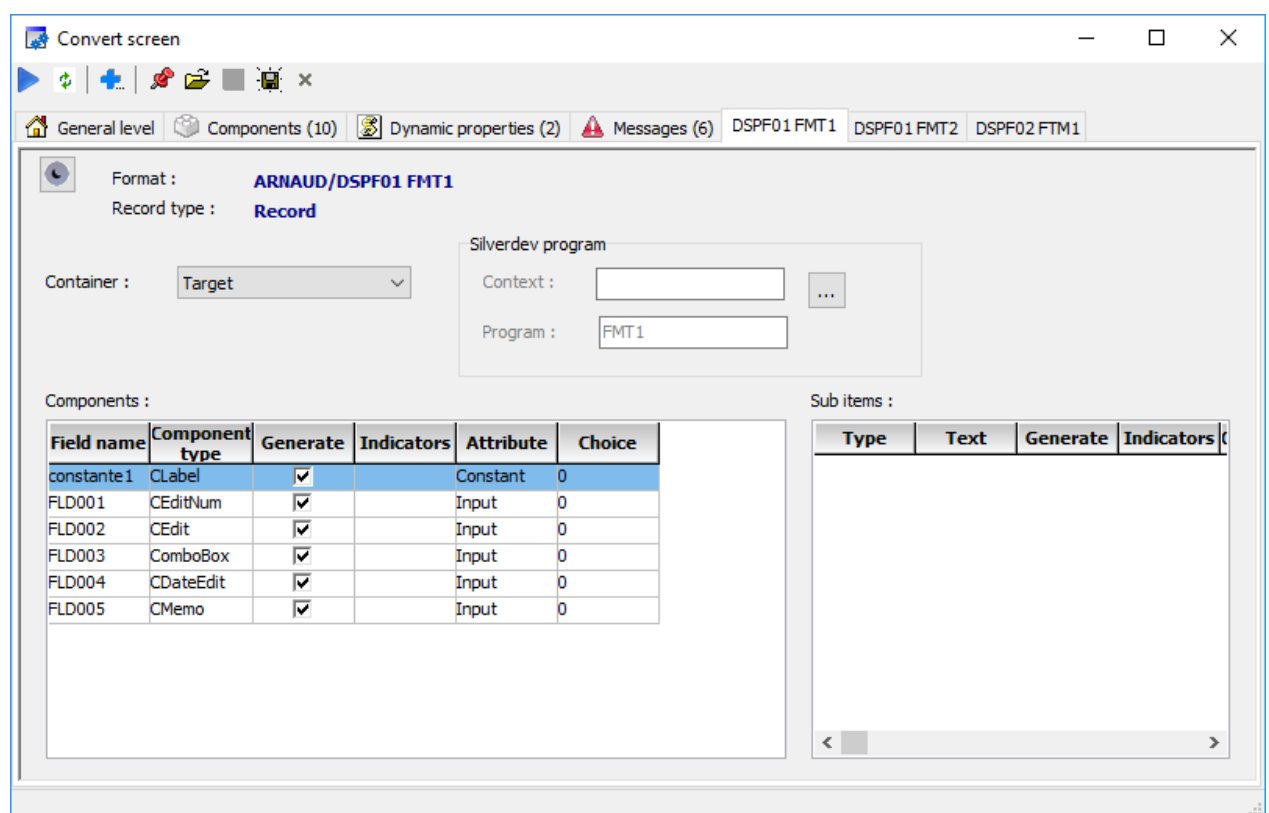 Convert screen
General level Components (10) Dynamic properties (2) Messages (6) DSPF01 FMT1 DSPF01 FMT2 DSPF02 FTM1
Format : ARNAUD/DSPF01 FMT1
Record type : Record
Silverdev program
Container : Target Context : ...
Program : FMT1
Components : Sub items :
Field name Component type Generate Indicators Attribute Choice Type Text Generate Indicators
constante1 CLabel Constant 0
FLD001 CEditNum Input 0
FLD002 CEdit Input 0
FLD003 ComboBox Input 0
FLD004 CDateEdit Input 0
FLD005 CMemo Input 0